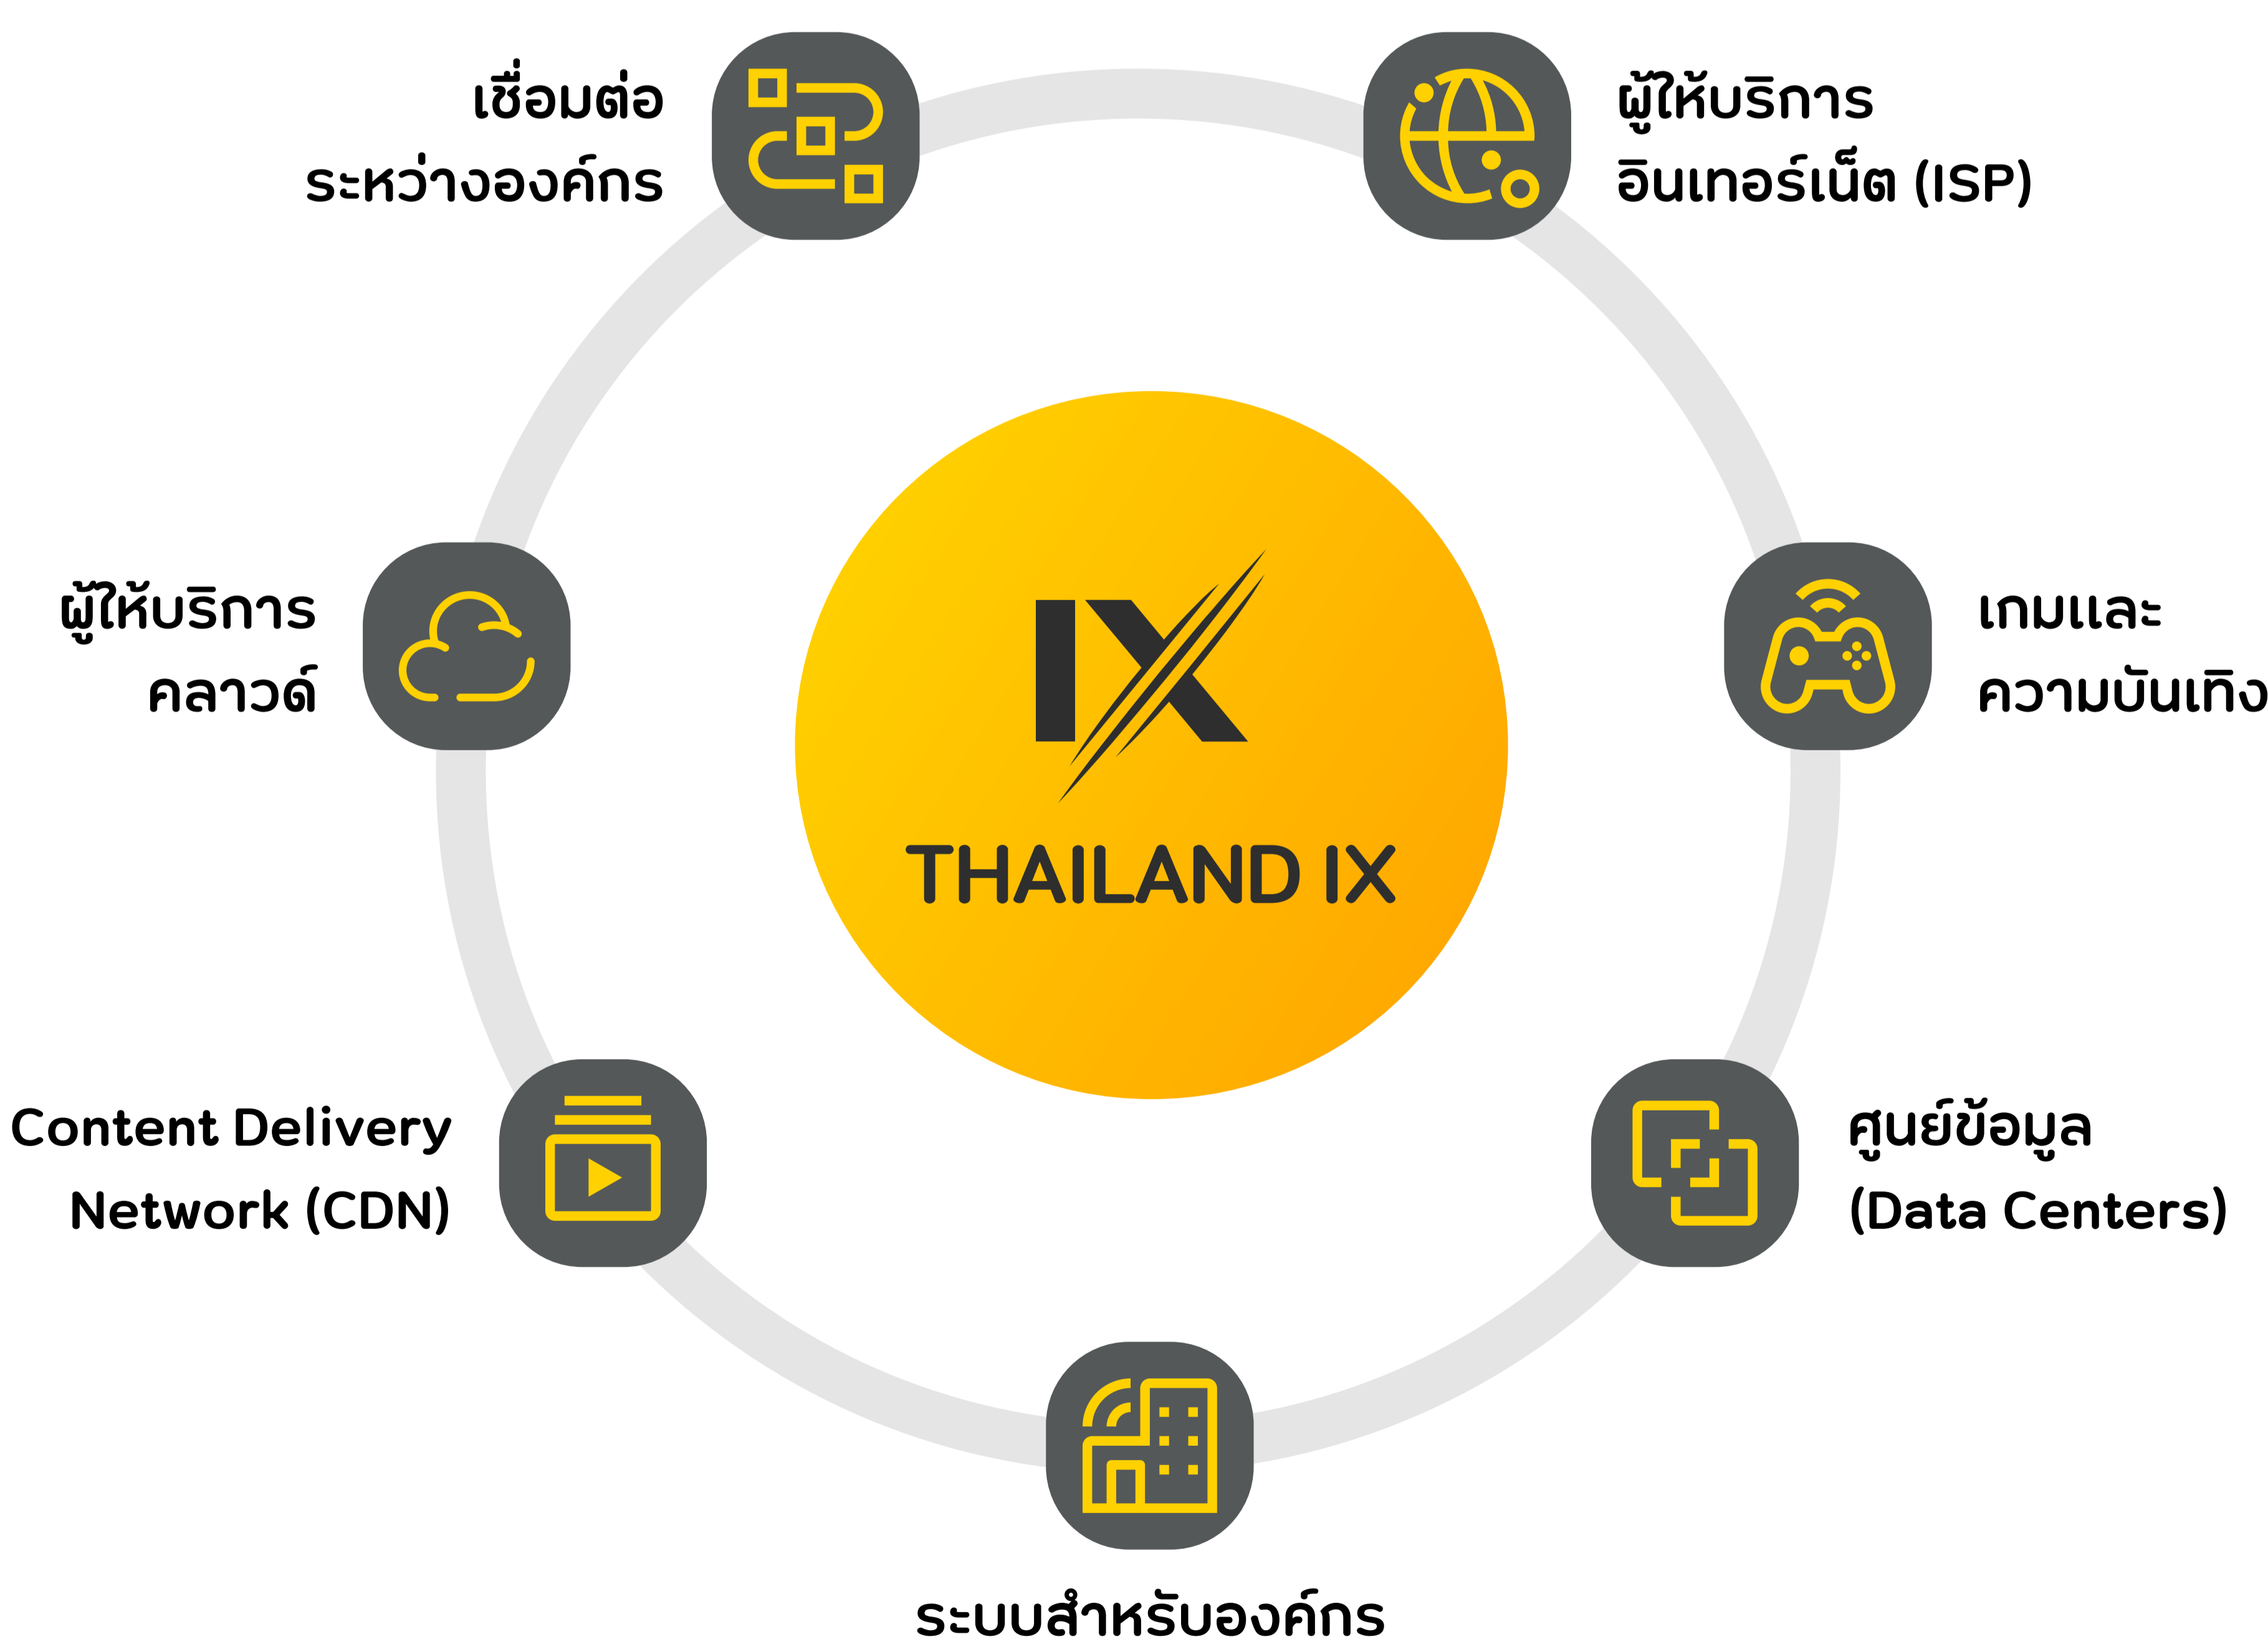 เชื่อมต่อ
ระหว่างองค์กร
ผู้ให้บริการ
อินเทอร์เน็ต (ISP)
ผู้ให้บริการ
คลาวด์
IX
THAILAND IX
เกมและ
ความบันเทิง
Content Delivery
Network (CDN)
ศูนย์ข้อมูล
(Data Centers)
ระบบสำหรับองค์กร